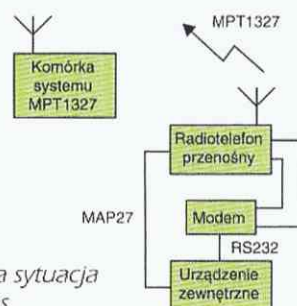 MPT1327
Komórka
systemu
MPT1327
Radiotelefon
przenośny
MAP27
Modem
RS232
a sytuacja
Urządzenie
zewnętrzne
s